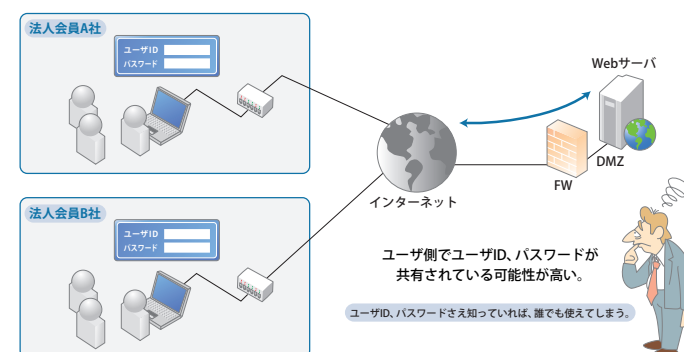 法人会員A社
ユーザID
パスワード
Webサーバ
DMZ
FW
インターネット
法人会員B社
ユーザID
パスワード
ユーザ側でユーザID、パスワードが
共有されている可能性が高い。
ユーザID、パスワードさえ知っていれば、誰でも使えてしまう。